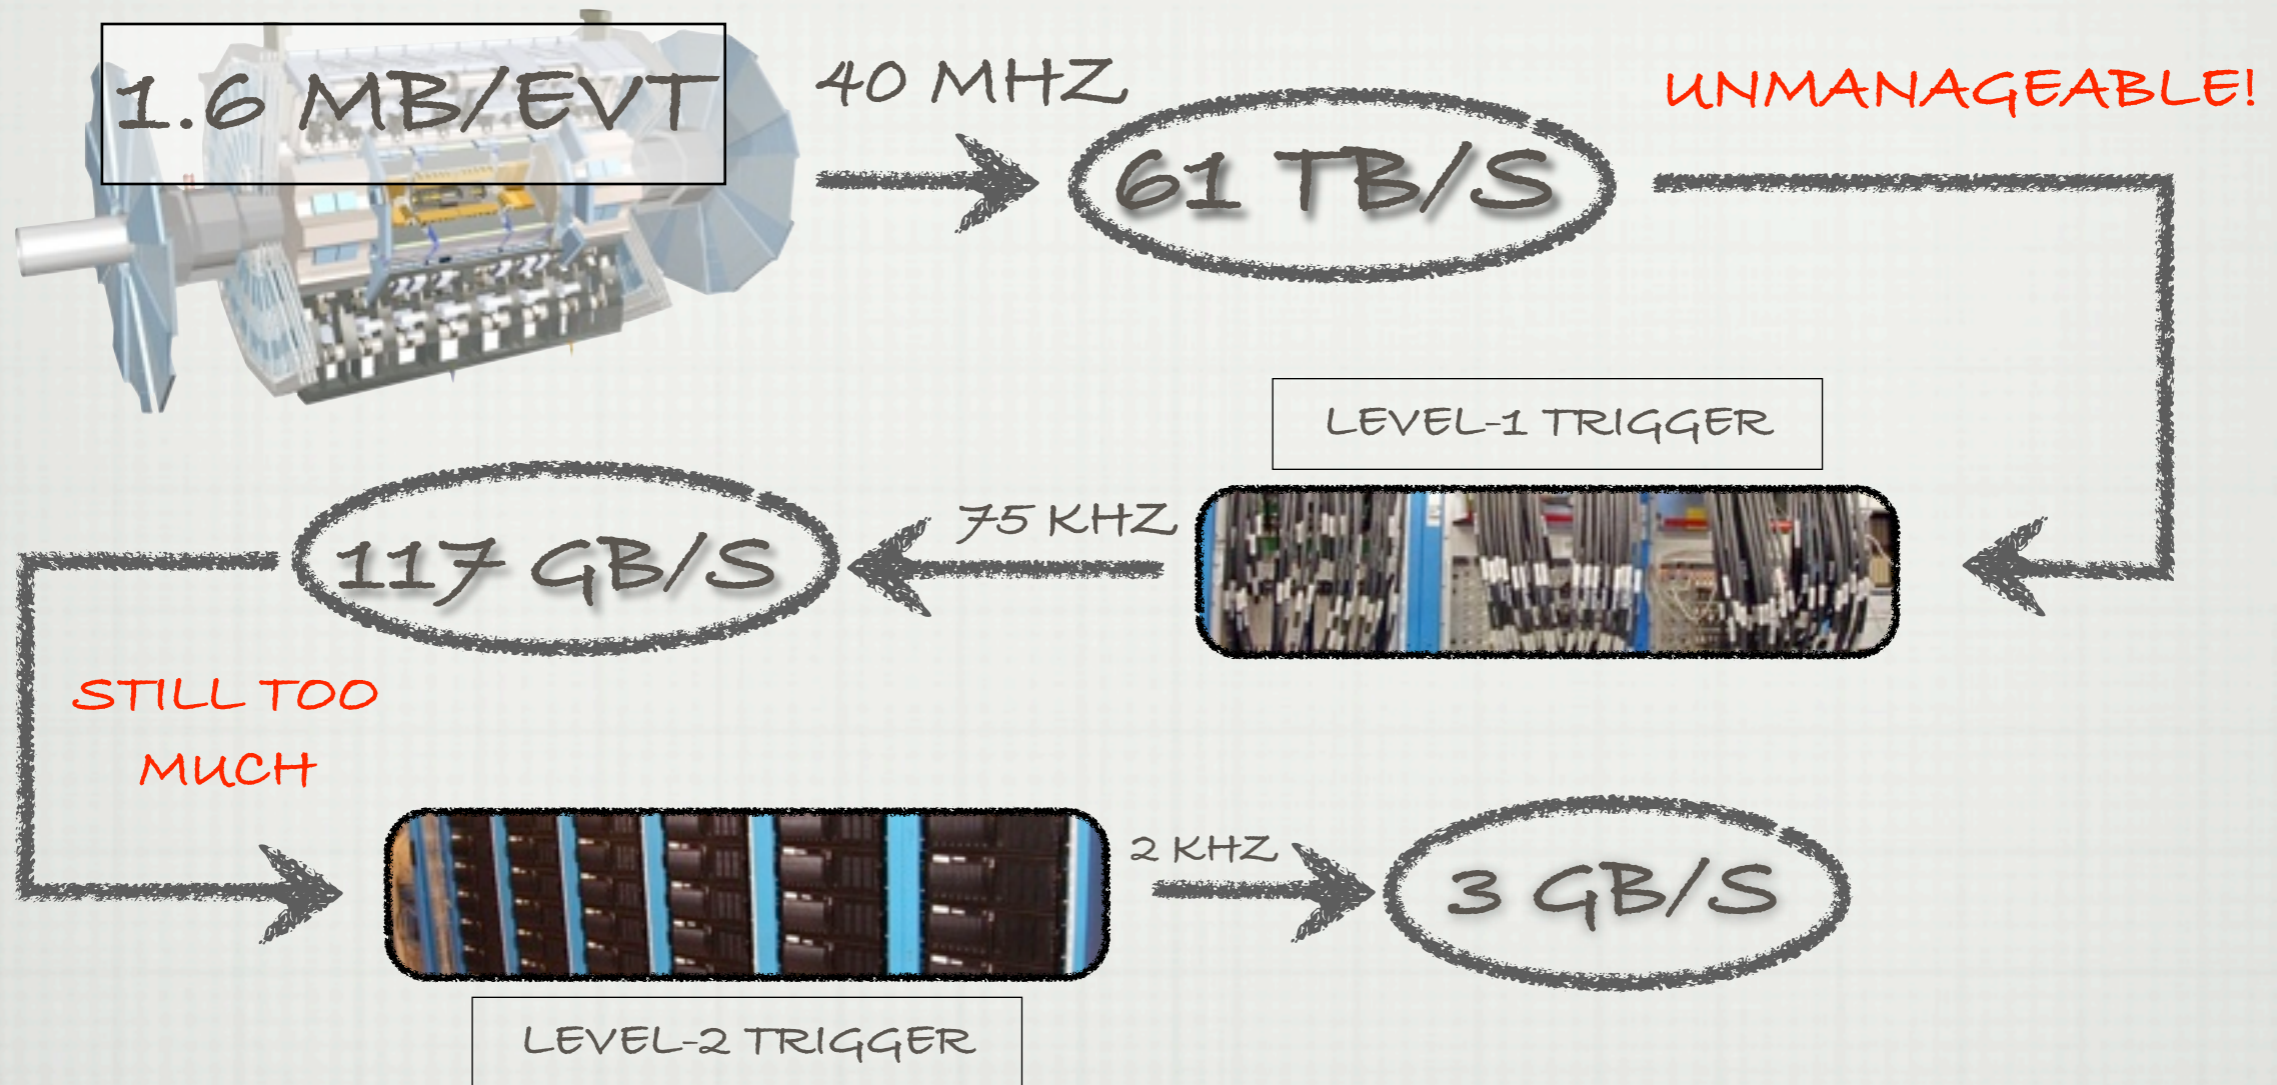 1.6 MB/EVT
40 MHZ
61 TB/S
UNMANAGEABLE!
LEVEL-1 TRIGGER
75 KHZ
117 GB/S
STILL TOO
MUCH
2 KHZ
3 GB/S
LEVEL-2 TRIGGER